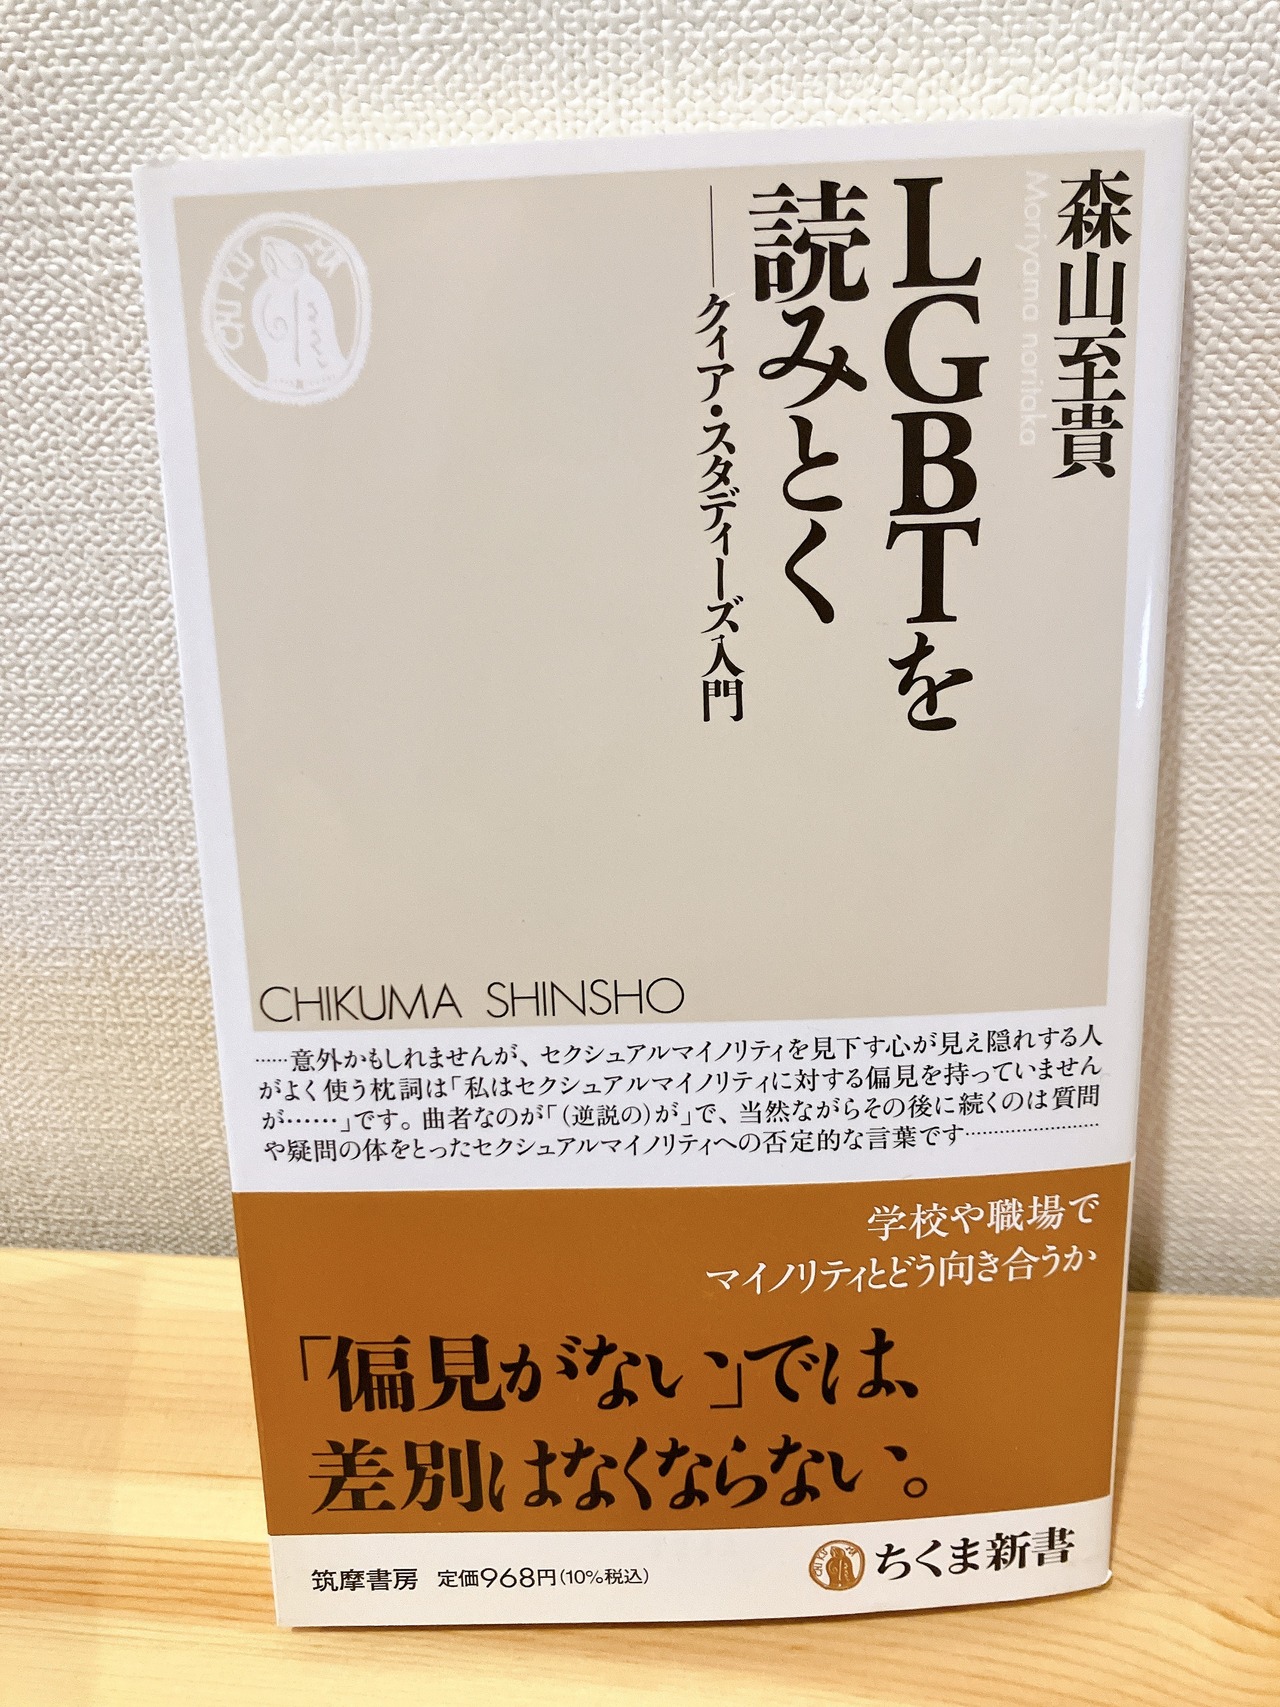 森山至貴
Moriyama noritaka
LGBTを
読みとく
──クィア・スタディーズ入門
CHI KU MA
CHIKUMA SHINSHO
……意外かもしれませんが、セクシュアルマイノリティを見下す心が見え隠れする人
がよく使う枕詞は「私はセクシュアルマイノリティに対する偏見を持っていません
が……」です。曲者なのが「(逆説の)が」で、当然ながらその後に続くのは質問
や疑問の体をとったセクシュアルマイノリティへの否定的な言葉です……………………
学校や職場で
マイノリティとどう向き合うか
「偏見がない」では、
差別はなくならない。
筑摩書房 定価968円(10%税込)
CHI KU MA
ちくま新書